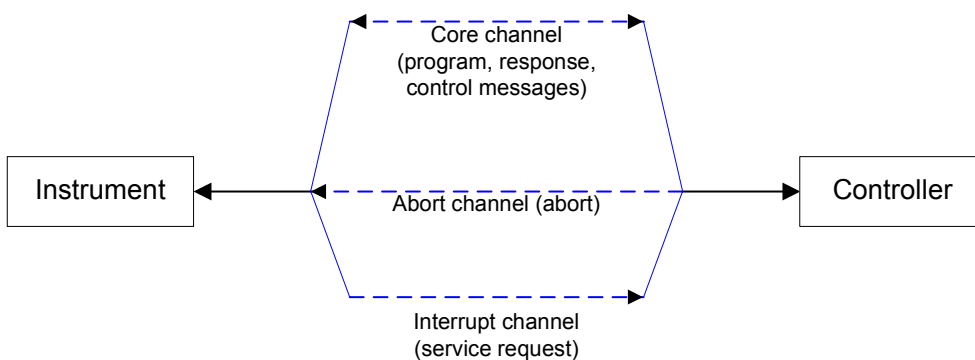 Core channel
(program, response,
control messages)
Instrument
Controller
Abort channel (abort)
Interrupt channel
(service request)